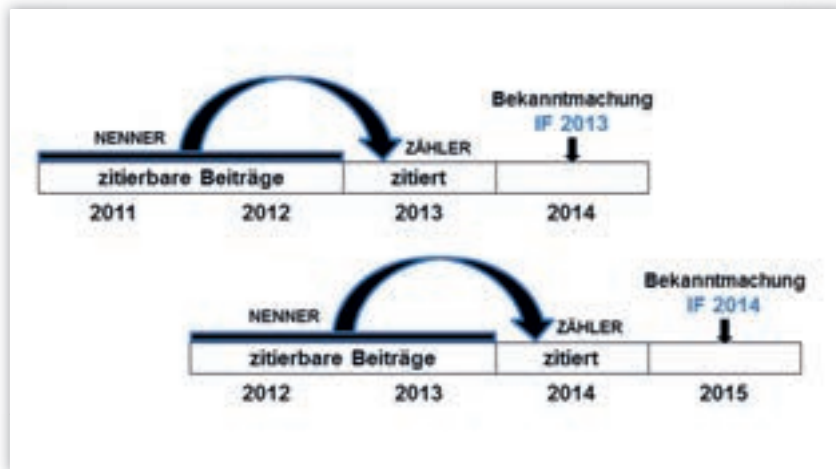 Bekanntmachung
IF 2013
NENNER
ZÄHLER
zitierbare Beiträge zitiert
2011 2012 2013 2014
Bekanntmachung
IF 2014
NENNER
ZÄHLER
zitierbare Beiträge zitiert
2012 2013 2014 2015